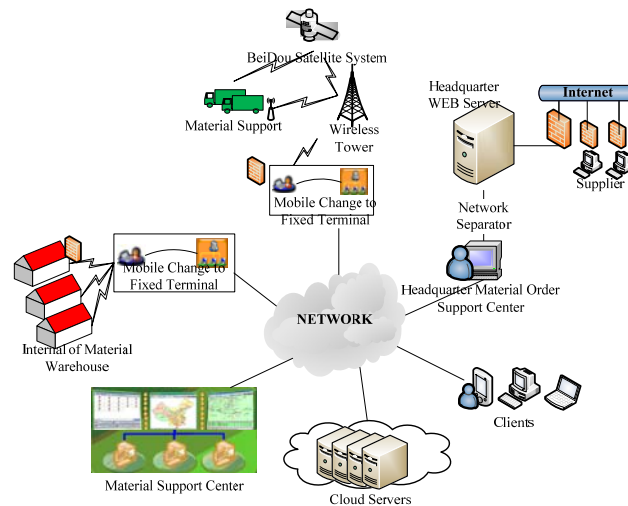 BeiDou Satellite System
Headquarter
WEB Server
Internet
Material Support
Wireless
Tower
Supplier
Mobile Change to
Fixed Terminal
Network
Separator
Mobile Change to
Fixed Terminal
Headquarter Material Order
Support Center
NETWORK
Internal of Material
Warehouse
Clients
Material Support Center
Cloud Servers